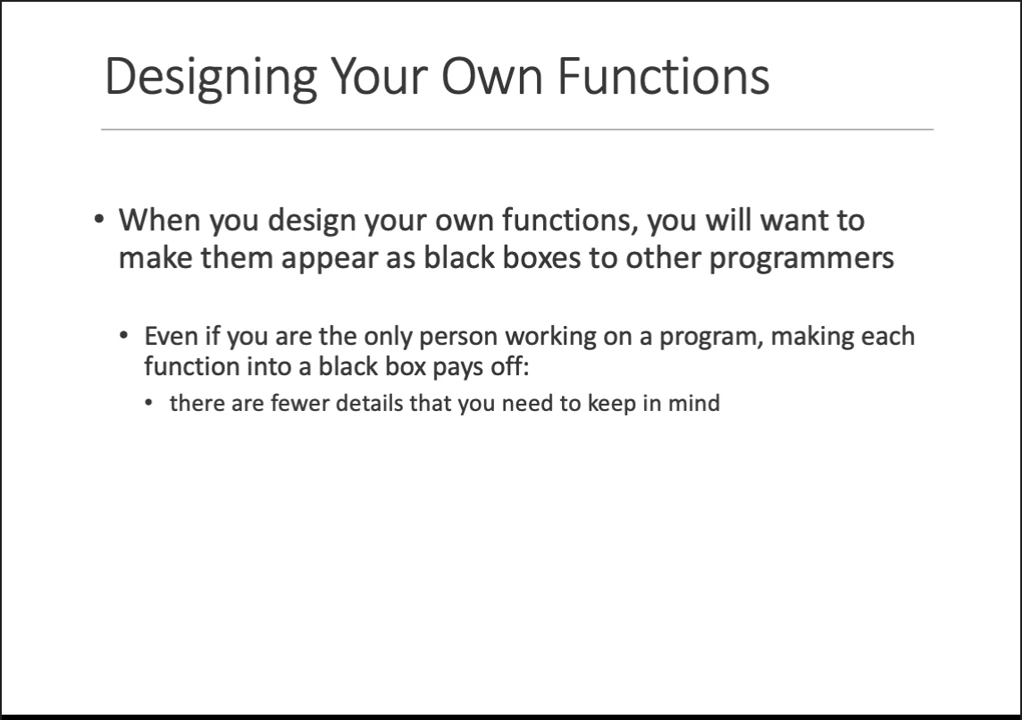 Designing Your Own Functions
• When you design your own functions, you will want to
make them appear as black boxes to other programmers
• Even if you are the only person working on a program, making each
function into a black box pays off:
• there are fewer details that you need to keep in mind